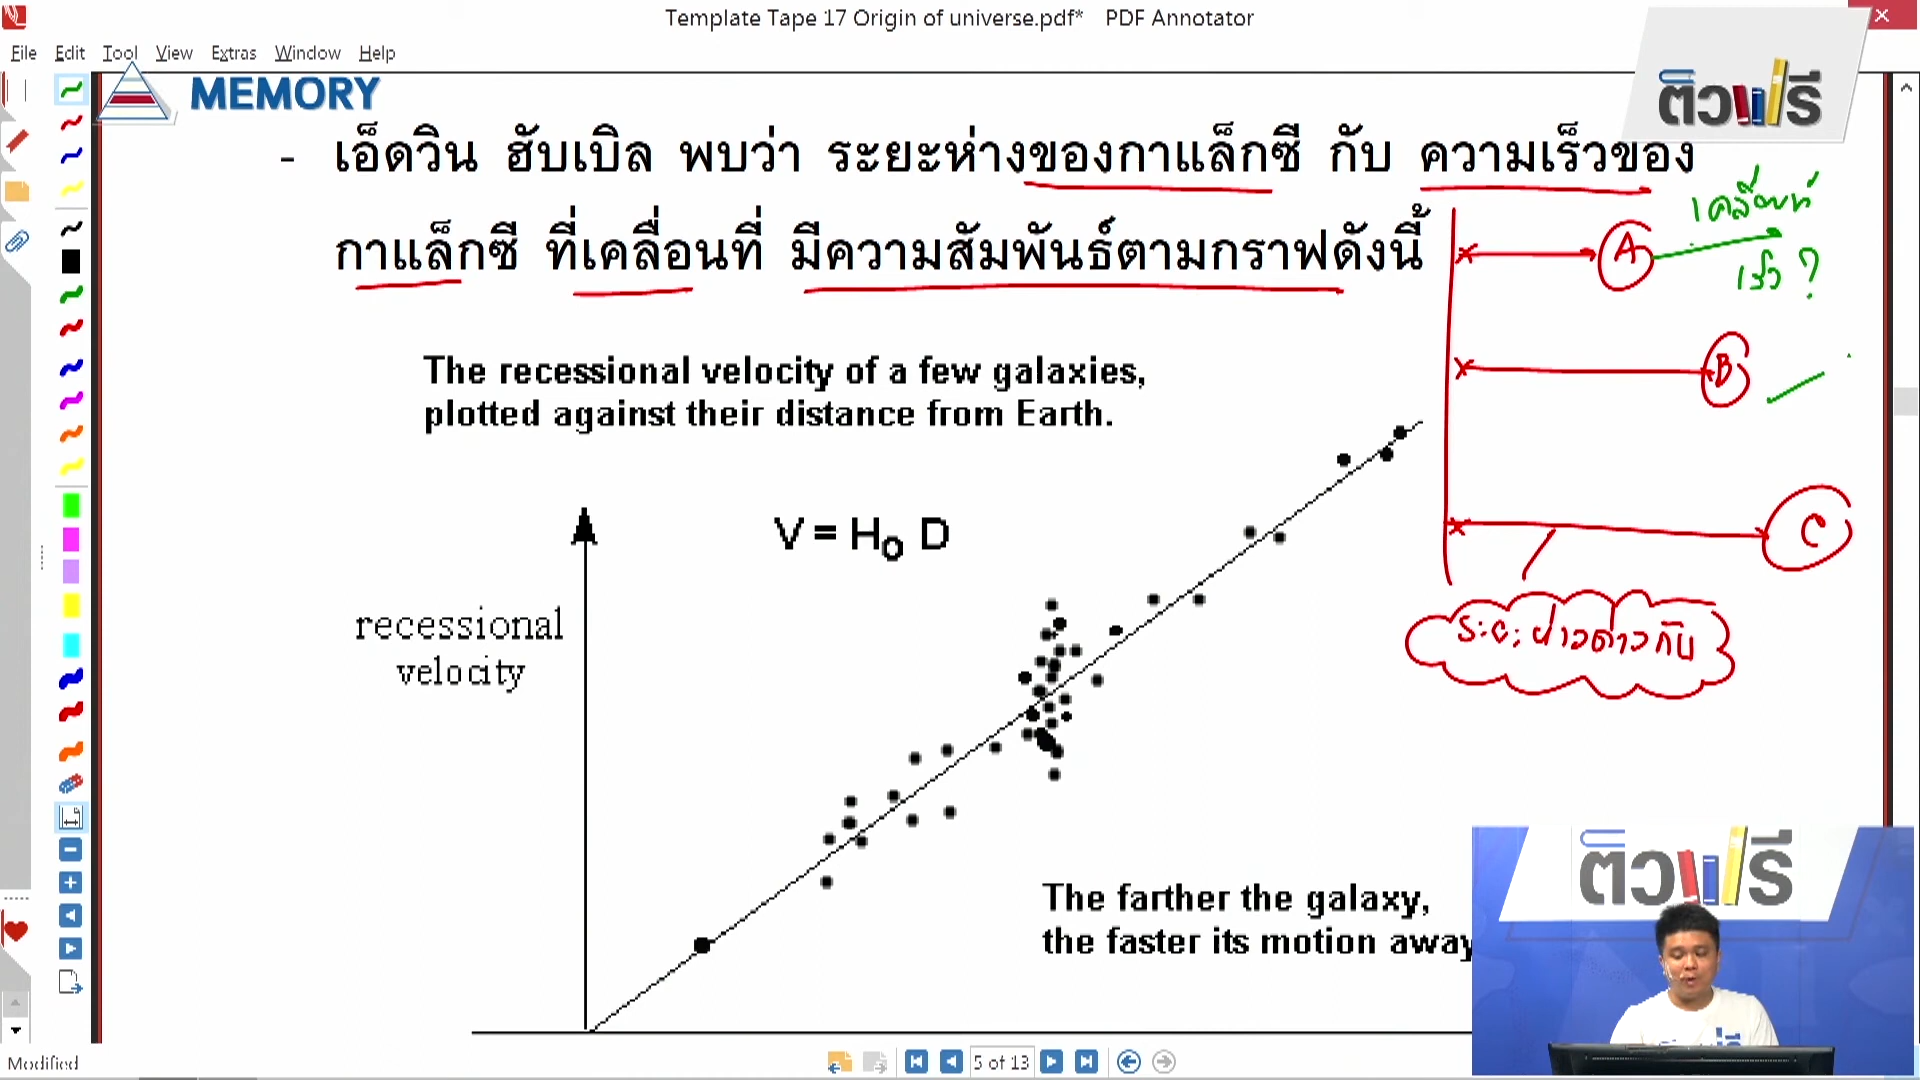 Template Tape 17 Origin of universe.pdf* PDF Annotator
File Edit Tool View Extras Window Help
MEMORY
ติวฟรี
- เอ็ดวิน ฮับเบิล พบว่า ระยะห่างของกาแล็กซี กับ ความเร็วของ
กาแล็กซี ที่เคลื่อนที่ มีความสัมพันธ์ตามกราฟดังนี้
เคลื่อนที่
เร็ว ?
A
B
C
The recessional velocity of a few galaxies,
plotted against their distance from Earth.
V = H0 D
recessional
velocity
The farther the galaxy,
the faster its motion away
ติวฟรี
Modified
5 of 13